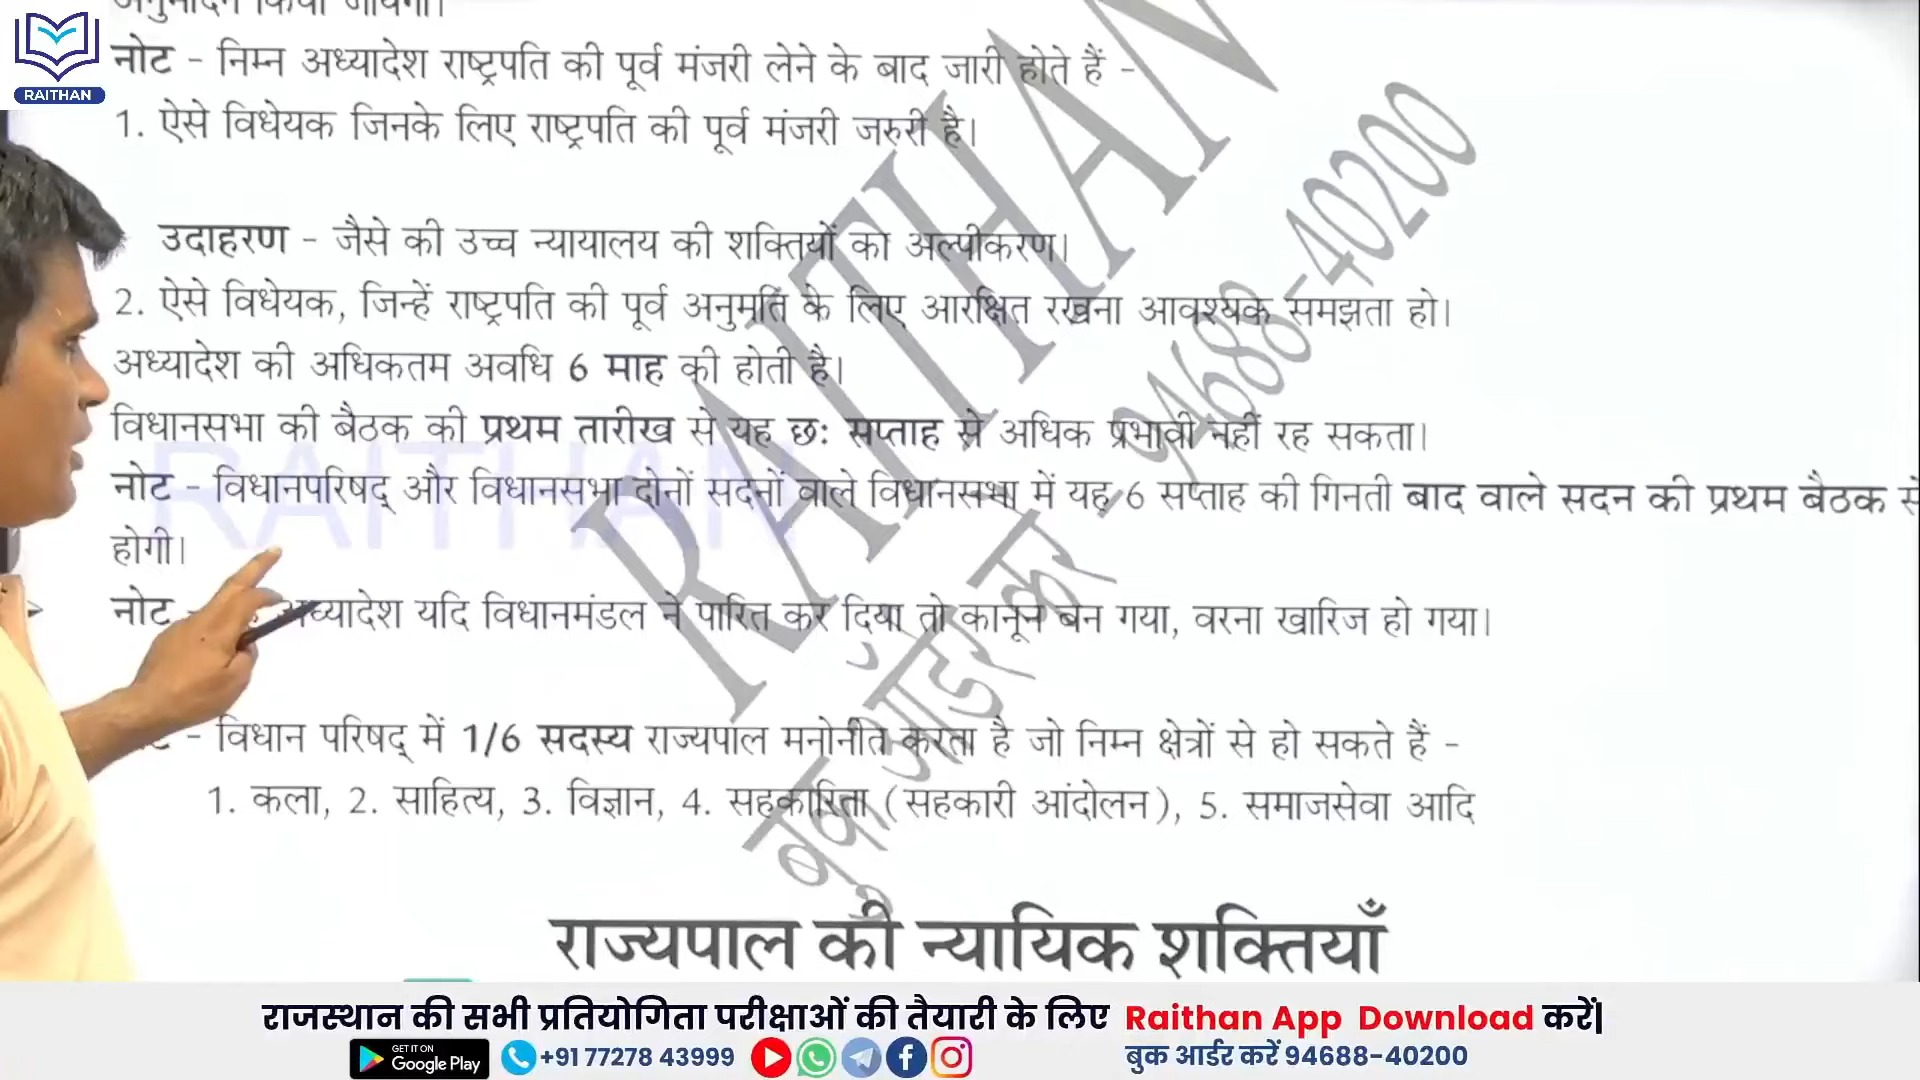 RAITHAN
नोट - निम्न अध्यादेश राष्ट्रपति की पूर्व मंजरी लेने के बाद जारी होते हैं -
1. ऐसे विधेयक जिनके लिए राष्ट्रपति की पूर्व मंजरी जरुरी है।
उदाहरण - जैसे की उच्च न्यायालय की शक्तियों का अल्पीकरण।
2. ऐसे विधेयक, जिन्हें राष्ट्रपति की पूर्व अनुमति के लिए आरक्षित रखना आवश्यक समझता हो।
अध्यादेश की अधिकतम अवधि 6 माह की होती है।
विधानसभा की बैठक की प्रथम तारीख से यह छः सप्ताह से अधिक प्रभावी नहीं रह सकता।
नोट - विधानपरिषद् और विधानसभा दोनों सदनों वाले विधानसभा में यह 6 सप्ताह की गिनती बाद वाले सदन की प्रथम बैठक से
होगी।
नोट - अध्यादेश यदि विधानमंडल ने पारित कर दिया तो कानून बन गया, वरना खारिज हो गया।
- विधान परिषद् में 1/6 सदस्य राज्यपाल मनोनीत करता है जो निम्न क्षेत्रों से हो सकते हैं -
1. कला, 2. साहित्य, 3. विज्ञान, 4. सहकारिता (सहकारी आंदोलन), 5. समाजसेवा आदि
राज्यपाल की न्यायिक शक्तियाँ
RAITHAN
बुक ऑर्डर करें - 94688-40200
RAITHAN
राजस्थान की सभी प्रतियोगिता परीक्षाओं की तैयारी के लिए Raithan App Download करें|
GET IT ON
Google Play
+91 77278 43999
बुक आर्डर करें 94688-40200